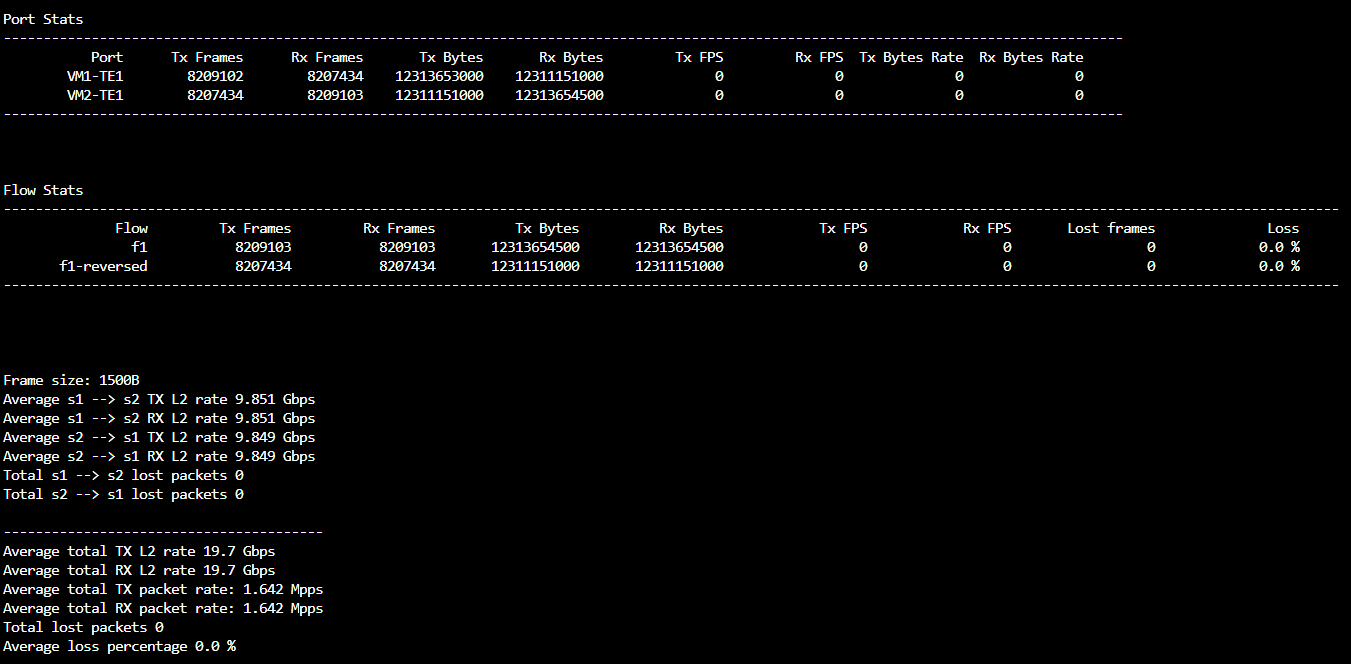 Port Stats
--------------------------------------------------------------------------------------------------------------------------------------------
Port Tx Frames Rx Frames Tx Bytes Rx Bytes Tx FPS Rx FPS Tx Bytes Rate Rx Bytes Rate
VM1-TE1 8209102 8207434 12313653000 12311151000 0 0 0 0
VM2-TE1 8207434 8209103 12311151000 12313654500 0 0 0 0
--------------------------------------------------------------------------------------------------------------------------------------------
Flow Stats
-----------------------------------------------------------------------------------------------------------------------------------------------------------------------
Flow Tx Frames Rx Frames Tx Bytes Rx Bytes Tx FPS Rx FPS Lost frames Loss
f1 8209103 8209103 12313654500 12313654500 0 0 0 0.0 %
f1-reversed 8207434 8207434 12311151000 12311151000 0 0 0 0.0 %
-----------------------------------------------------------------------------------------------------------------------------------------------------------------------
Frame size: 1500B
Average s1 --> s2 TX L2 rate 9.851 Gbps
Average s1 --> s2 RX L2 rate 9.851 Gbps
Average s2 --> s1 TX L2 rate 9.849 Gbps
Average s2 --> s1 RX L2 rate 9.849 Gbps
Total s1 --> s2 lost packets 0
Total s2 --> s1 lost packets 0
----------------------------------------
Average total TX L2 rate 19.7 Gbps
Average total RX L2 rate 19.7 Gbps
Average total TX packet rate: 1.642 Mpps
Average total RX packet rate: 1.642 Mpps
Total lost packets 0
Average loss percentage 0.0 %